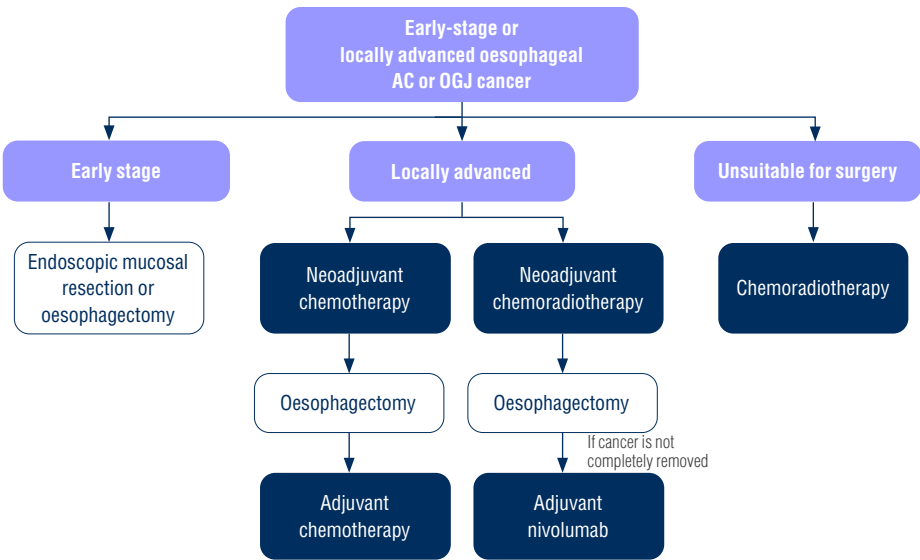 Early-stage or
locally advanced oesophageal
AC or OGJ cancer
Early stage
Locally advanced
Unsuitable for surgery
Endoscopic mucosal
resection or
oesophagectomy
Neoadjuvant
chemotherapy
Neoadjuvant
chemoradiotherapy
Chemoradiotherapy
Oesophagectomy
Oesophagectomy
If cancer is not
completely removed
Adjuvant
chemotherapy
Adjuvant
nivolumab